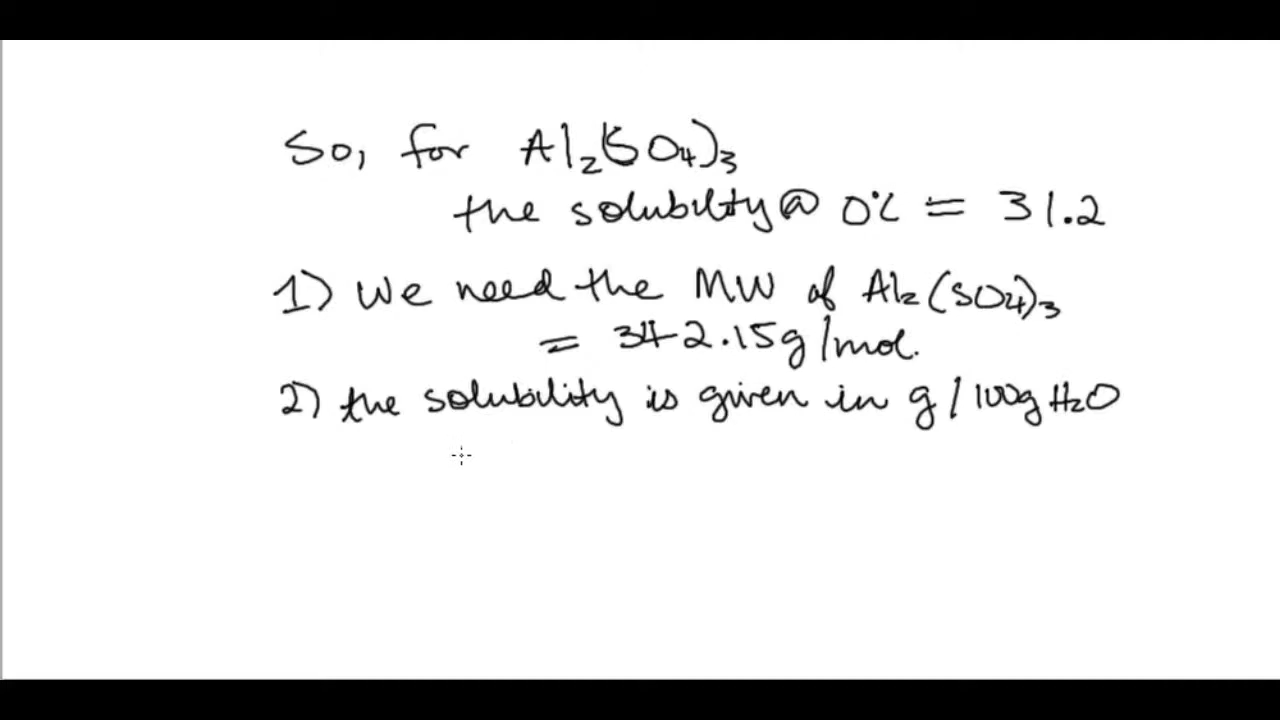 So, for Al₂(SO₄)₃
the solubility @ 0°C = 31.2
1) We need the MW of Al₂(SO₄)₃
= 342.15g/mol.
2) the solubility is given in g/100g H₂O